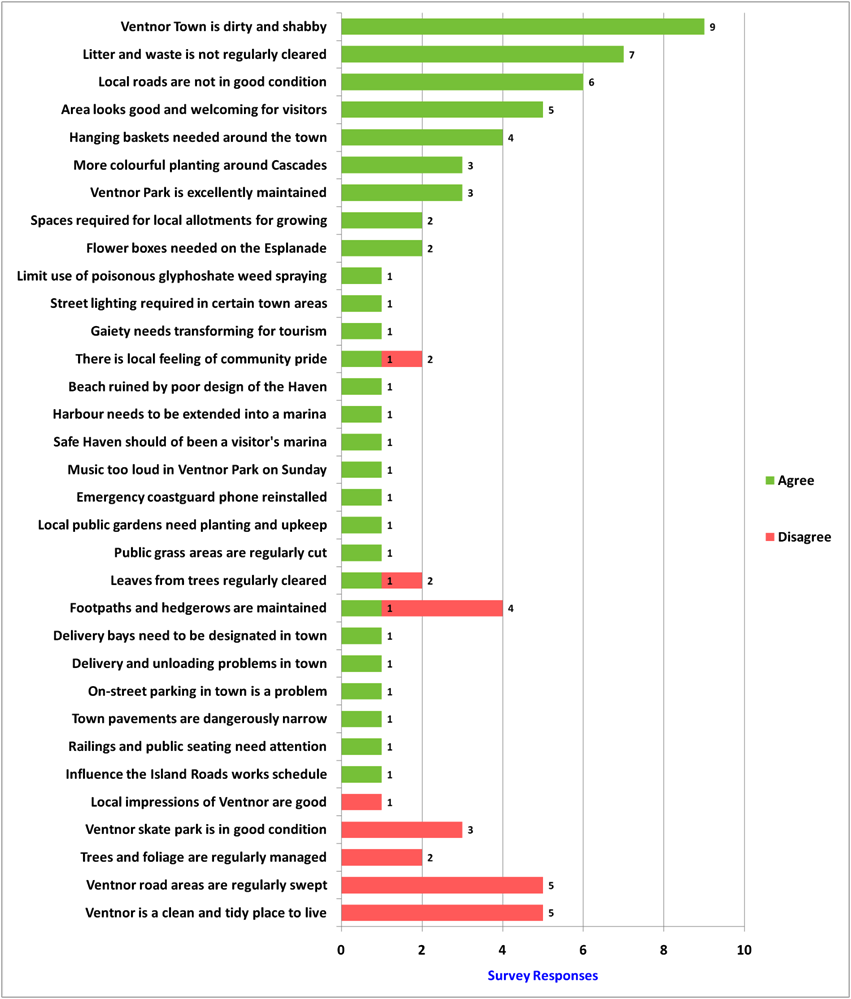 Ventnor Town is dirty and shabby 9
Litter and waste is not regularly cleared 7
Local roads are not in good condition 6
Area looks good and welcoming for visitors 5
Hanging baskets needed around the town 4
More colourful planting around Cascades 3
Ventnor Park is excellently maintained 3
Spaces required for local allotments for growing 2
Flower boxes needed on the Esplanade 2
Limit use of poisonous glyphoshate weed spraying 1
Street lighting required in certain town areas 1
Gaiety needs transforming for tourism 1
There is local feeling of community pride 1 2
Beach ruined by poor design of the Haven 1
Harbour needs to be extended into a marina 1
Safe Haven should of been a visitor's marina 1
Music too loud in Ventnor Park on Sunday 1
Emergency coastguard phone reinstalled 1
Local public gardens need planting and upkeep 1
Public grass areas are regularly cut 1
Leaves from trees regularly cleared 1 2
Footpaths and hedgerows are maintained 1 4
Delivery bays need to be designated in town 1
Delivery and unloading problems in town 1
On-street parking in town is a problem 1
Town pavements are dangerously narrow 1
Railings and public seating need attention 1
Influence the Island Roads works schedule 1
Local impressions of Ventnor are good 1
Ventnor skate park is in good condition 3
Trees and foliage are regularly managed 2
Ventnor road areas are regularly swept 5
Ventnor is a clean and tidy place to live 5
0 2 4 6 8 10
Survey Responses
Agree
Disagree